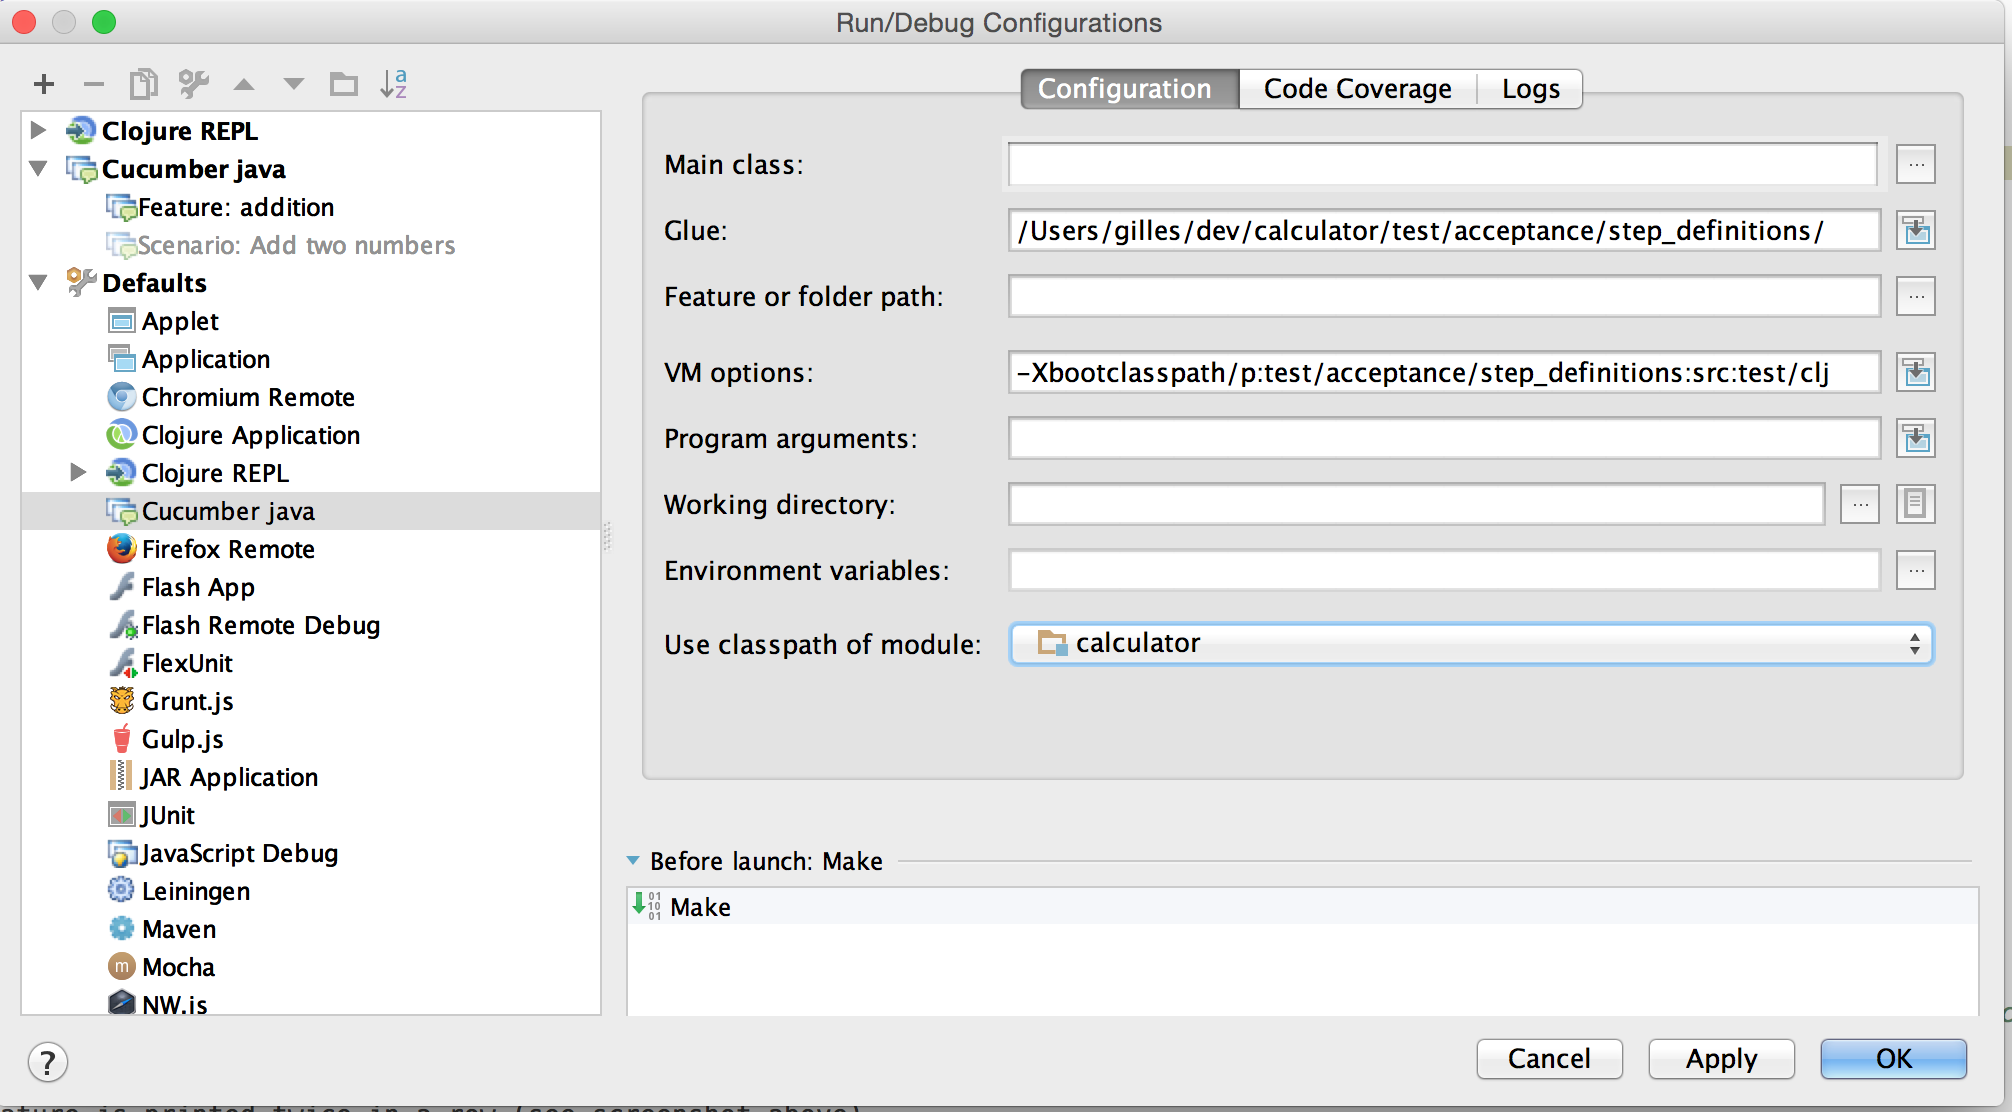 Run/Debug Configurations
Clojure REPL
Cucumber java
Feature: addition
Scenario: Add two numbers
Defaults
Applet
Application
Chromium Remote
Clojure Application
Clojure REPL
Cucumber java
Firefox Remote
Flash App
Flash Remote Debug
FlexUnit
Grunt.js
Gulp.js
JAR Application
JUnit
JavaScript Debug
Leiningen
Maven
Mocha
NW.js
Configuration Code Coverage Logs
Main class:
Glue: /Users/gilles/dev/calculator/test/acceptance/step_definitions/
Feature or folder path:
VM options: -Xbootclasspath/p:test/acceptance/step_definitions:src:test/clj
Program arguments:
Working directory:
Environment variables:
Use classpath of module: calculator
Before launch: Make
Make
? Cancel Apply OK